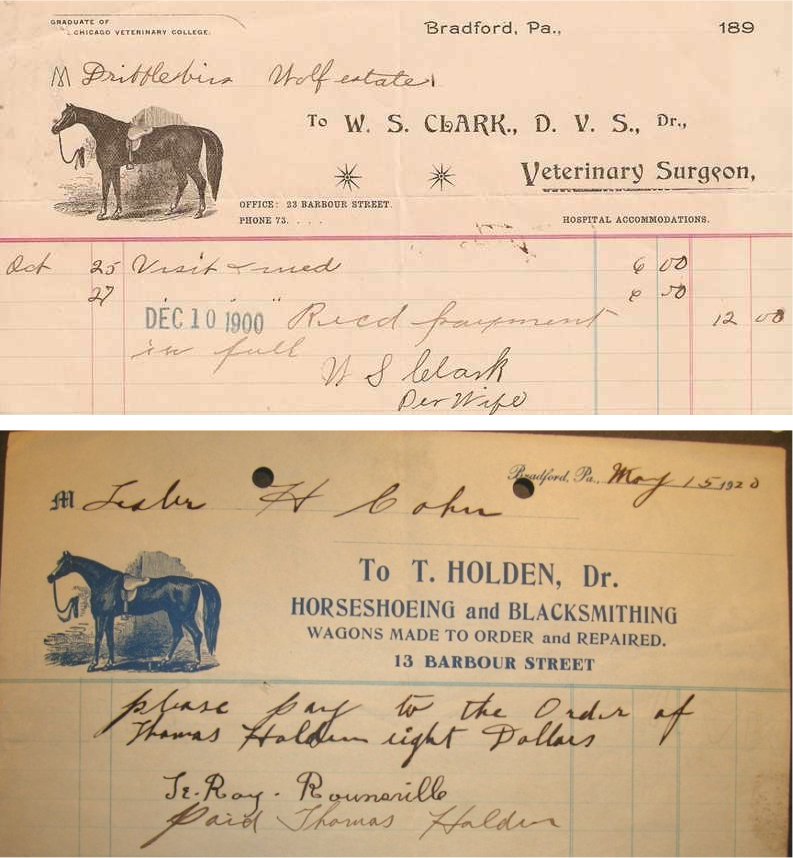 GRADUATE OF
CHICAGO VETERINARY COLLEGE.
Bradford, Pa., 189
M Wolf estate
To W. S. CLARK., D. V. S., Dr.,
Veterinary Surgeon,
OFFICE: 23 BARBOUR STREET.
PHONE 73. . . .
HOSPITAL ACCOMMODATIONS.
Oct 25 Visit & med 6 00
27 " " 6 00
DEC 10 1900 Recd payment 12 00
in full
W S Clark
Per Wife
Bradford, Pa., May 15 1920
M Lester H Cohn
To T. HOLDEN, Dr.
HORSESHOEING and BLACKSMITHING
WAGONS MADE TO ORDER and REPAIRED.
13 BARBOUR STREET
please pay to the Order of
Thomas Holden eight Dollars
Le-Roy. Rounsville
Paid Thomas Holden